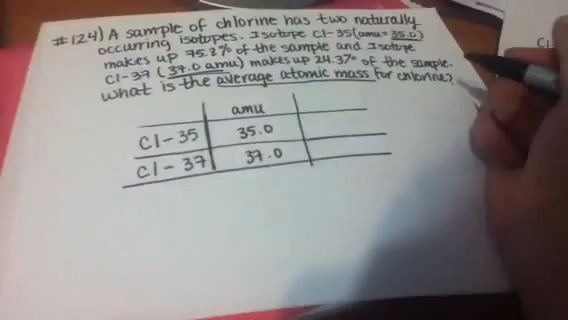 #124) A sample of chlorine has two naturally
occurring isotopes. Isotope Cl-35 (amu=35.0)
makes up 75.8% of the sample and Isotope
Cl-37 (37.0 amu) makes up 24.3% of the sample.
What is the average atomic mass for chlorine?
amu
Cl-35 35.0
Cl-37 37.0
Cl